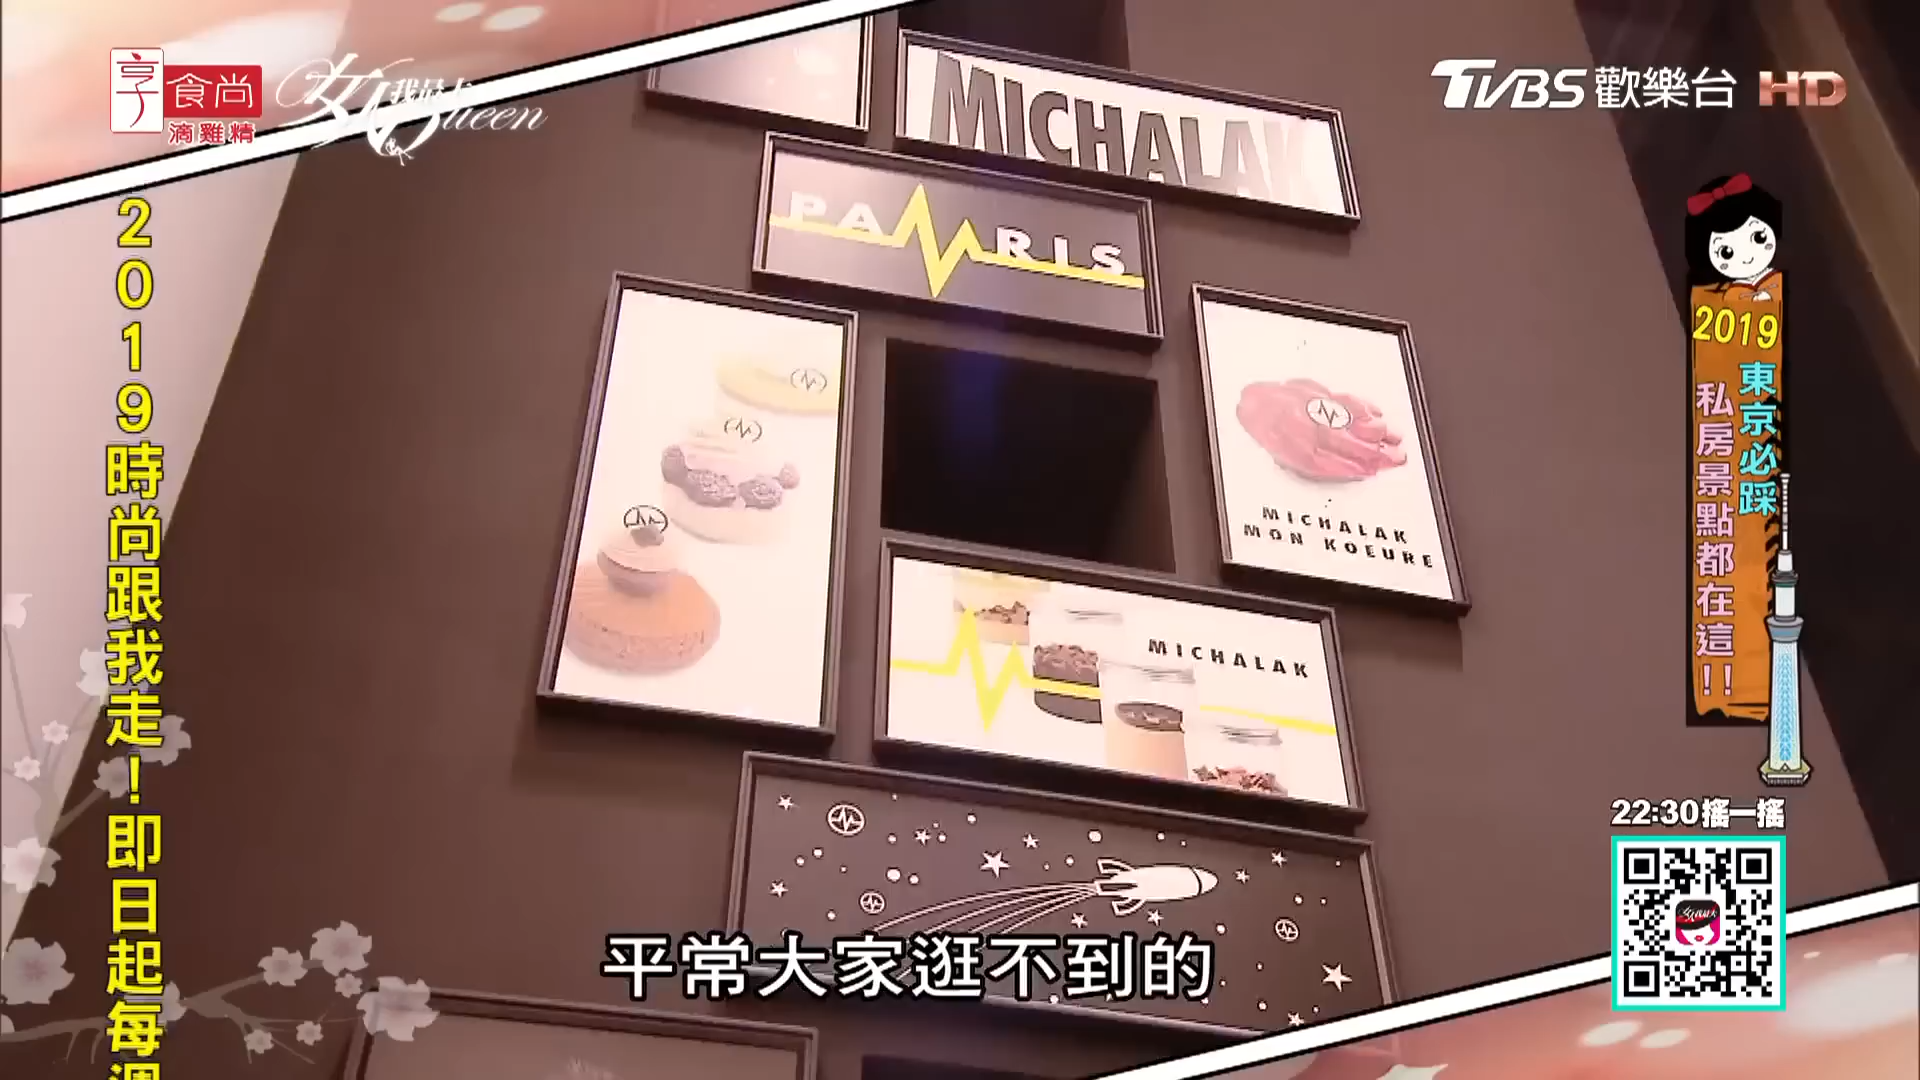 享
食尚
滴雞精
女人我最大
Queen
TVBS歡樂台 HD
MICHALAK
PARIS
2019時尚跟我走！即日起每週
2019
東京必踩
私房景點都在這!!
MICHALAK
MON KOEURE
MICHALAK
22:30搖一搖
平常大家逛不到的